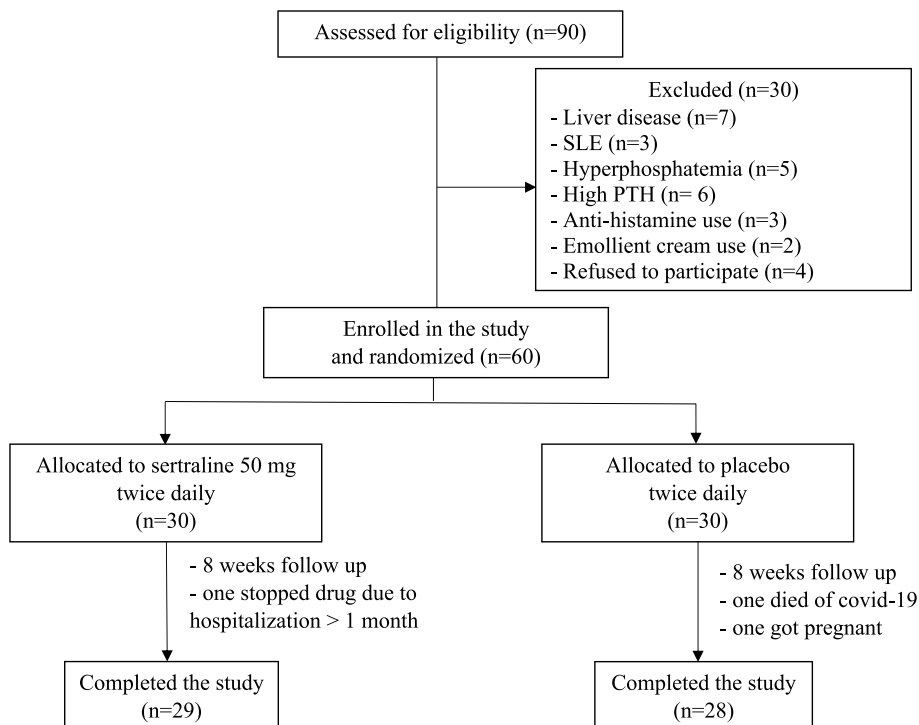 Assessed for eligibility (n=90)
Excluded (n=30)
- Liver disease (n=7)
- SLE (n=3)
- Hyperphosphatemia (n=5)
- High PTH (n= 6)
- Anti-histamine use (n=3)
- Emollient cream use (n=2)
- Refused to participate (n=4)
Enrolled in the study
and randomized (n=60)
Allocated to sertraline 50 mg
twice daily
(n=30)
Allocated to placebo
twice daily
(n=30)
- 8 weeks follow up
- one stopped drug due to
hospitalization > 1 month
- 8 weeks follow up
- one died of covid-19
- one got pregnant
Completed the study
(n=29)
Completed the study
(n=28)